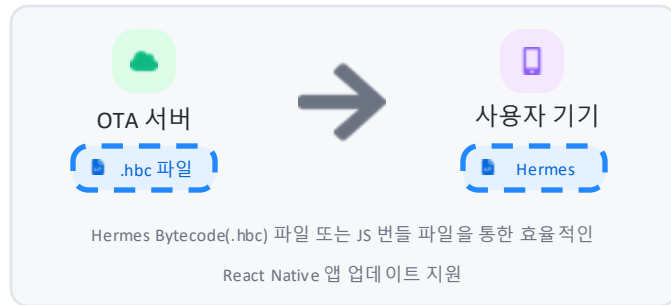 OTA 서버
사용자 기기
.hbc 파일
Hermes
Hermes Bytecode(.hbc) 파일 또는 JS 번들 파일을 통한 효율적인
React Native 앱 업데이트 지원